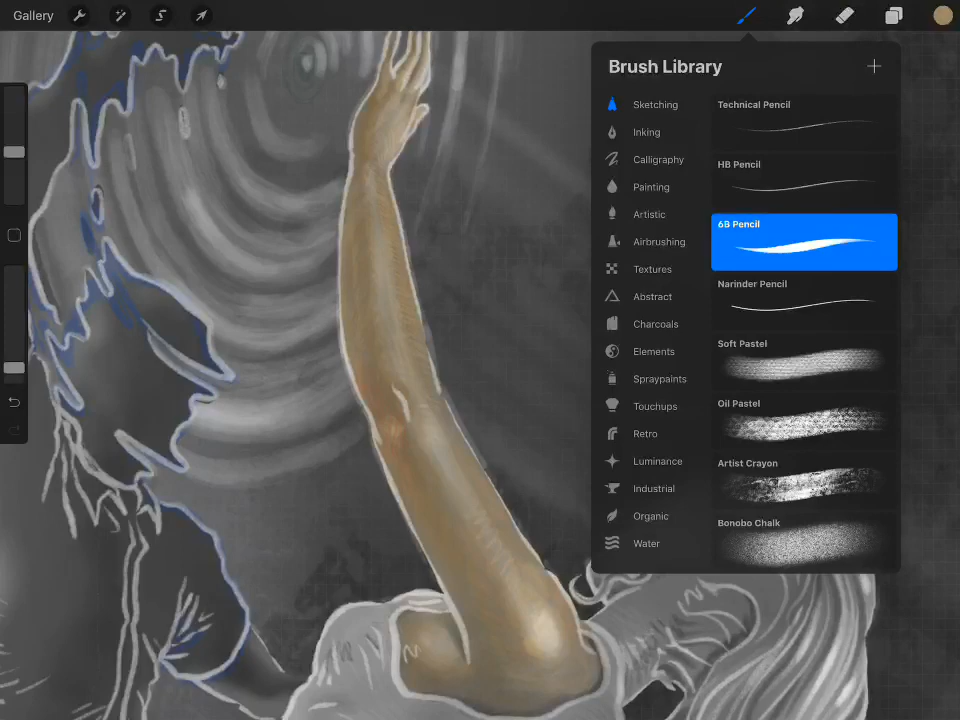 Gallery
Brush Library
Sketching
Inking
Calligraphy
Painting
Artistic
Airbrushing
Textures
Abstract
Charcoals
Elements
Spraypaints
Touchups
Retro
Luminance
Industrial
Organic
Water
Technical Pencil
HB Pencil
6B Pencil
Narinder Pencil
Soft Pastel
Oil Pastel
Artist Crayon
Bonobo Chalk